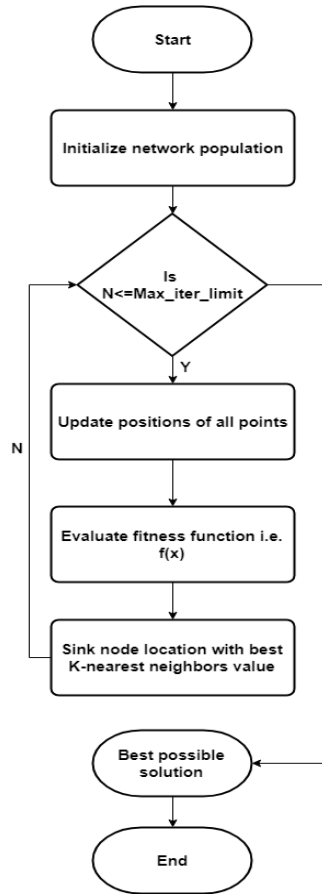 Start
Initialize network population
Is
N<=Max_iter_limit
Y
Update positions of all points
N
Evaluate fitness function i.e.
f(x)
Sink node location with best
K-nearest neighbors value
Best possible
solution
End